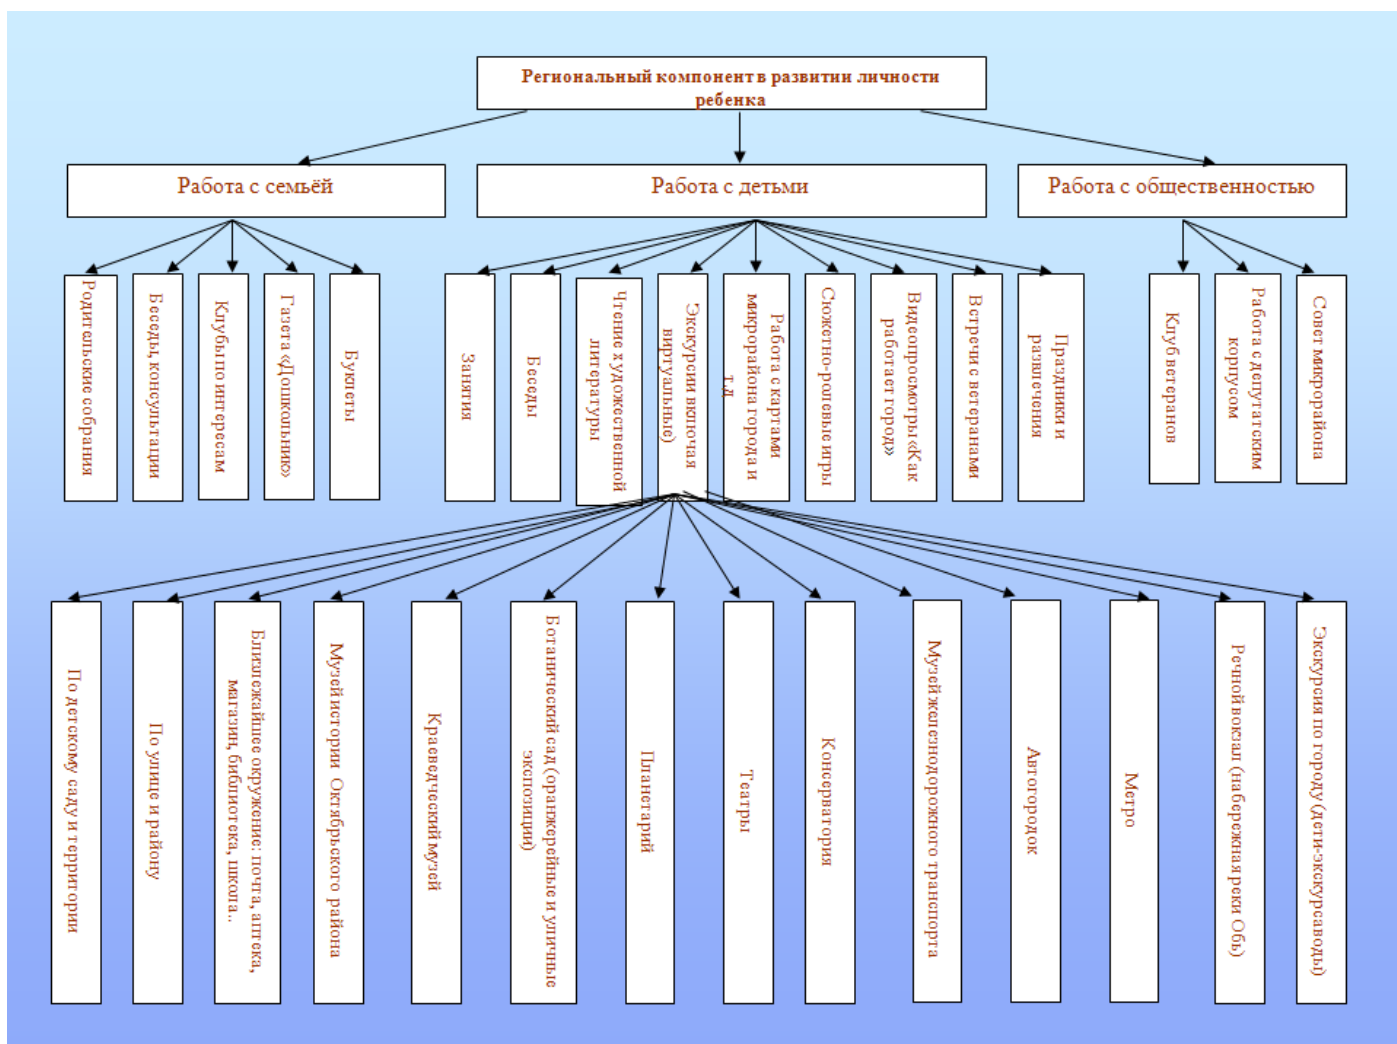 Региональный компонент в развитии личности
ребенка
Работа с семьёй
Работа с детьми
Работа с общественностью
Родительские собрания
Беседы, консультации
Клубы по интересам
Газета «Дошкольник»
Буклеты
Занятия
Беседы
Чтение художественной
литературы
Экскурсии включая
виртуальные)
Работа с картами
микрорайона города и
т.д
Сюжетно-ролевые игры
Видеопросмотры «Как
работает город»
Встречи с ветеранами
Праздники и
развлечения
Клуб ветеранов
Работа с депутатским
корпусом
Совет микрорайона
По детскому саду и территории
По улице и району
Близлежайшее окружение: почта, аптека,
магазин, библиотека, школа..
Музей истории Октябрьского района
Краеведческий музей
Ботанический сад (оранжерейные и уличные
экспозиции)
Планетарий
Театры
Консерватория
Музей железнодорожного транспорта
Автогородок
Метро
Речной вокзал (набережная реки Обь)
Экскурсия по городу (дети-экскурсаводы)